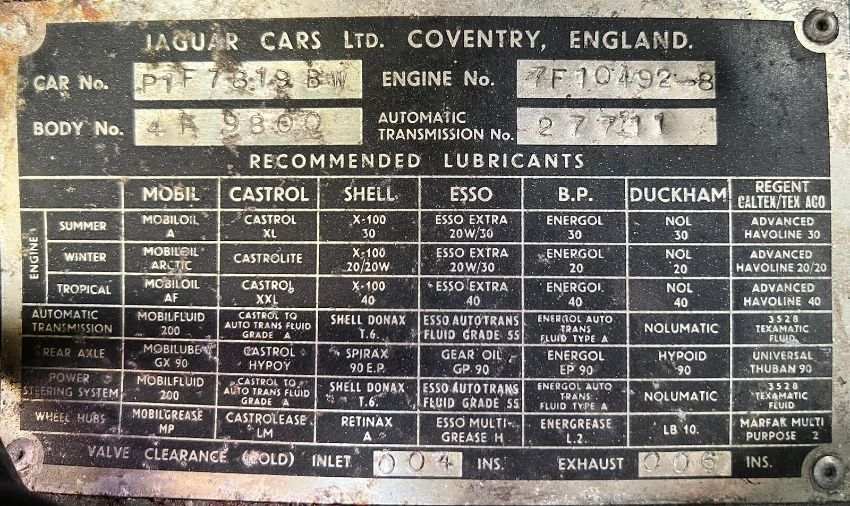 JAGUAR CARS LTD. COVENTRY, ENGLAND.
CAR No. P1F7819BW ENGINE No. 7F10492-8
BODY No. 4A 9800 AUTOMATIC TRANSMISSION No. 27711
RECOMMENDED LUBRICANTS
MOBIL CASTROL SHELL ESSO B.P. DUCKHAM REGENT CALTEX/TEX ACO
ENGINE
SUMMER MOBILOIL A CASTROL XL X-100 30 ESSO EXTRA 20W/30 ENERGOL 30 NOL 30 ADVANCED HAVOLINE 30
WINTER MOBILOIL ARCTIC CASTROLITE X-100 20/20W ESSO EXTRA 20W/30 ENERGOL 20 NOL 20 ADVANCED HAVOLINE 20/20
TROPICAL MOBILOIL AF CASTROL XXL X-100 40 ESSO EXTRA 40 ENERGOL 40 NOL 40 ADVANCED HAVOLINE 40
AUTOMATIC TRANSMISSION MOBILFLUID 200 CASTROL TQ AUTO TRANS FLUID GRADE A SHELL DONAX T.6. ESSO AUTO TRANS FLUID GRADE 55 ENERGOL AUTO TRANS FLUID TYPE A NOLUMATIC 3528 TEXAMATIC FLUID
REAR AXLE MOBILUBE GX 90 CASTROL HYPOY SPIRAX 90 E.P. GEAR OIL GP 90 ENERGOL EP 90 HYPOID 90 UNIVERSAL THUBAN 90
POWER STEERING SYSTEM MOBILFLUID 200 CASTROL TQ AUTO TRANS FLUID GRADE A SHELL DONAX T.6. ESSO AUTO TRANS FLUID GRADE 55 ENERGOL AUTO TRANS FLUID TYPE A NOLUMATIC 3528 TEXAMATIC FLUID
WHEEL HUBS MOBILGREASE MP CASTROLEASE LM RETINAX A ESSO MULTI-GREASE H ENERGREASE L.2. LB 10. MARFAK MULTI PURPOSE 2
VALVE CLEARANCE (COLD) INLET 004 INS. EXHAUST 006 INS.